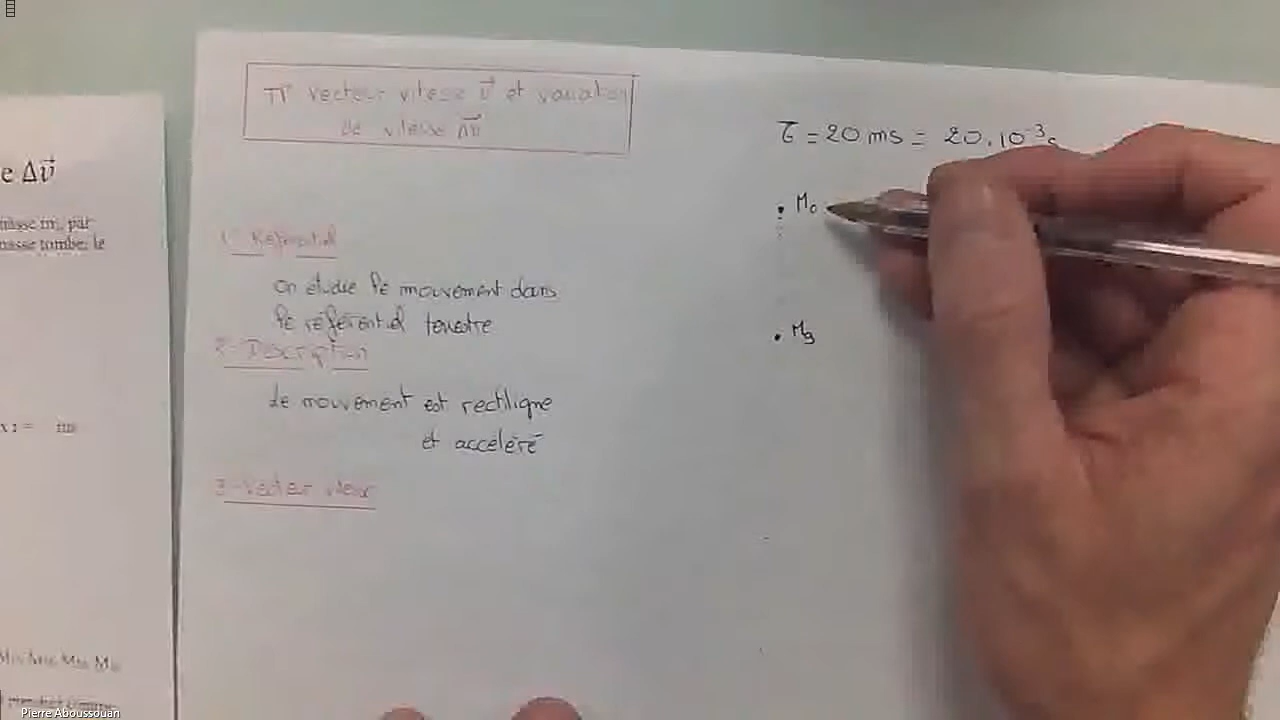 e Δv⃗
masse m, par
masse tombe, le
TP vecteur vitesse v⃗ et variation
de vitesse Δv⃗
1- Référentiel
on étudie le mouvement dans
le référentiel terrestre
2- Description
Le mouvement est rectiligne
et accéléré
3- Vecteur vitesse
τ = 20 ms = 20.10⁻³ s
M₀
M₉
Pierre Aboussouan